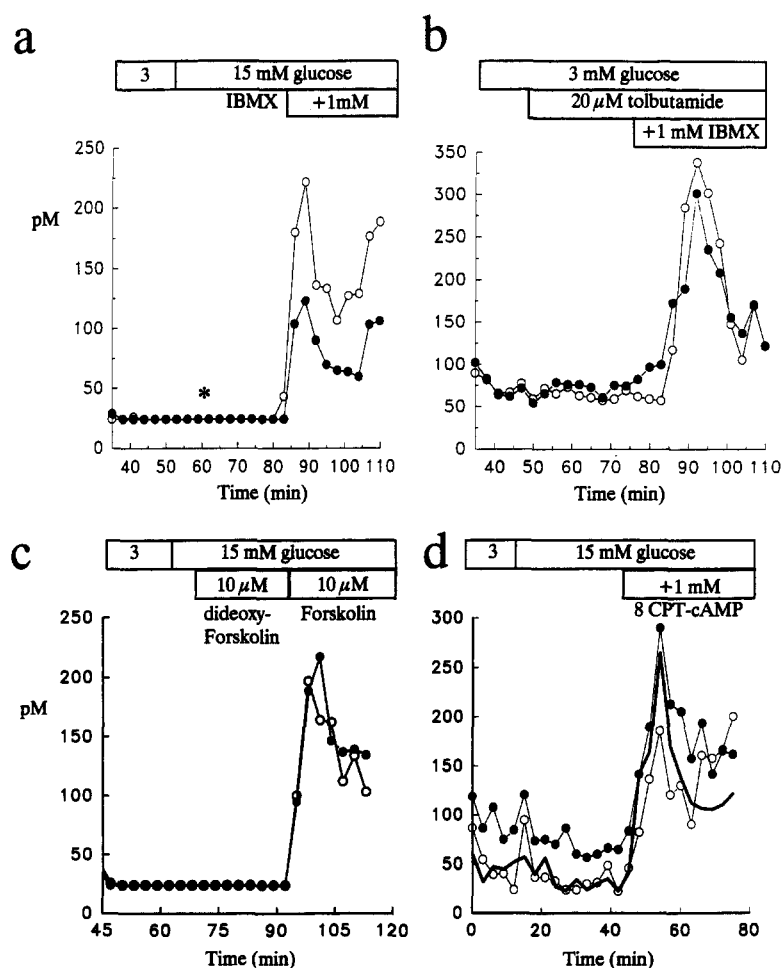 a
3
15 mM glucose
IBMX
+1mM
250
200
pM
150
100
50
0
*
40 50 60 70 80 90 100 110
Time (min)
b
3 mM glucose
20 μM tolbutamide
+1 mM IBMX
350
300
250
200
150
100
50
0
40 50 60 70 80 90 100 110
Time (min)
c
3
15 mM glucose
10 μM
10 μM
dideoxy-
Forskolin
Forskolin
250
200
pM
150
100
50
0
45 60 75 90 105 120
Time (min)
d
3
15 mM glucose
+1 mM
8 CPT-cAMP
300
250
200
150
100
50
0
0 20 40 60 80
Time (min)